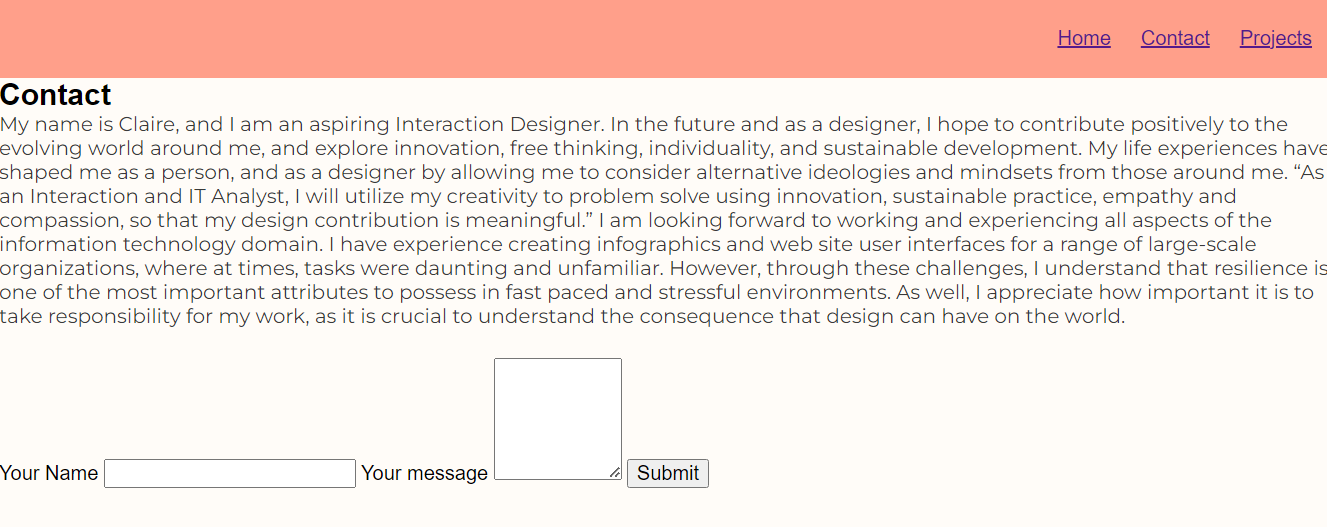 Home Contact Projects
Contact
My name is Claire, and I am an aspiring Interaction Designer. In the future and as a designer, I hope to contribute positively to the
evolving world around me, and explore innovation, free thinking, individuality, and sustainable development. My life experiences have
shaped me as a person, and as a designer by allowing me to consider alternative ideologies and mindsets from those around me. “As
an Interaction and IT Analyst, I will utilize my creativity to problem solve using innovation, sustainable practice, empathy and
compassion, so that my design contribution is meaningful.” I am looking forward to working and experiencing all aspects of the
information technology domain. I have experience creating infographics and web site user interfaces for a range of large-scale
organizations, where at times, tasks were daunting and unfamiliar. However, through these challenges, I understand that resilience is
one of the most important attributes to possess in fast paced and stressful environments. As well, I appreciate how important it is to
take responsibility for my work, as it is crucial to understand the consequence that design can have on the world.
Your Name Your message Submit